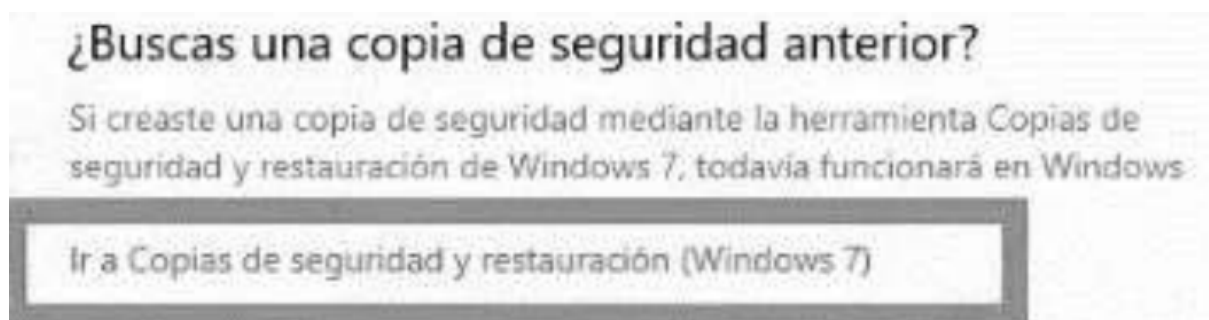 ¿Buscas una copia de seguridad anterior?
Si creaste una copia de seguridad mediante la herramienta Copias de
seguridad y restauración de Windows 7, todavía funcionará en Windows
Ir a Copias de seguridad y restauración (Windows 7)